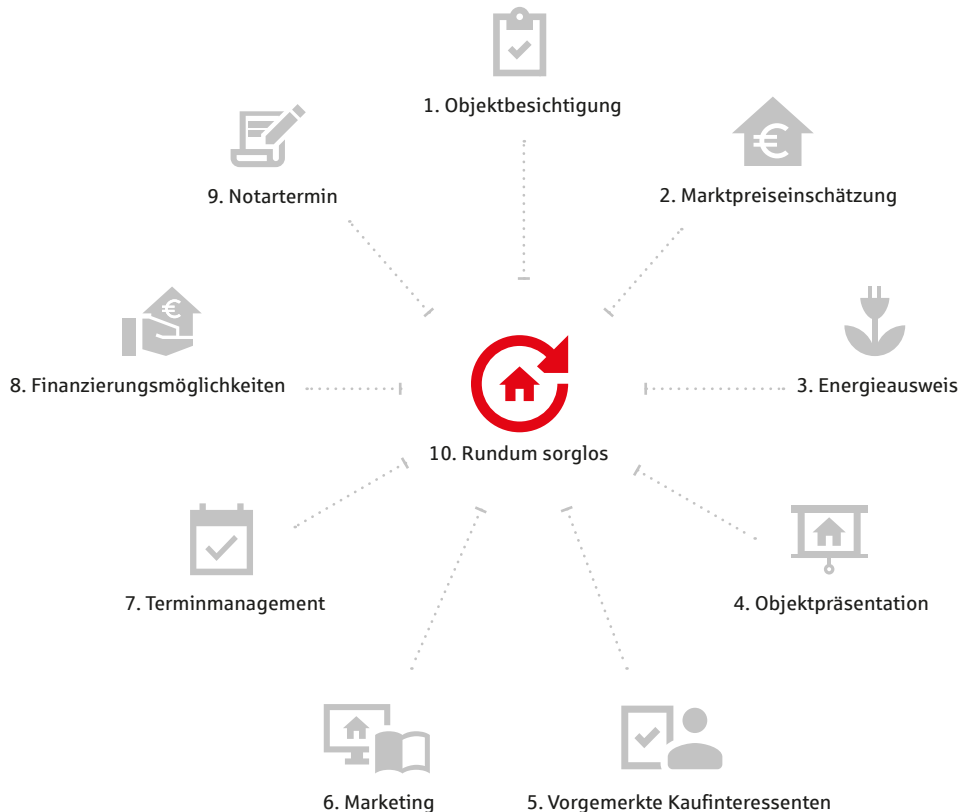 1. Objektbesichtigung
2. Marktpreiseinschätzung
3. Energieausweis
4. Objektpräsentation
5. Vorgemerkte Kaufinteressenten
6. Marketing
7. Terminmanagement
8. Finanzierungsmöglichkeiten
9. Notartermin
10. Rundum sorglos
€
€